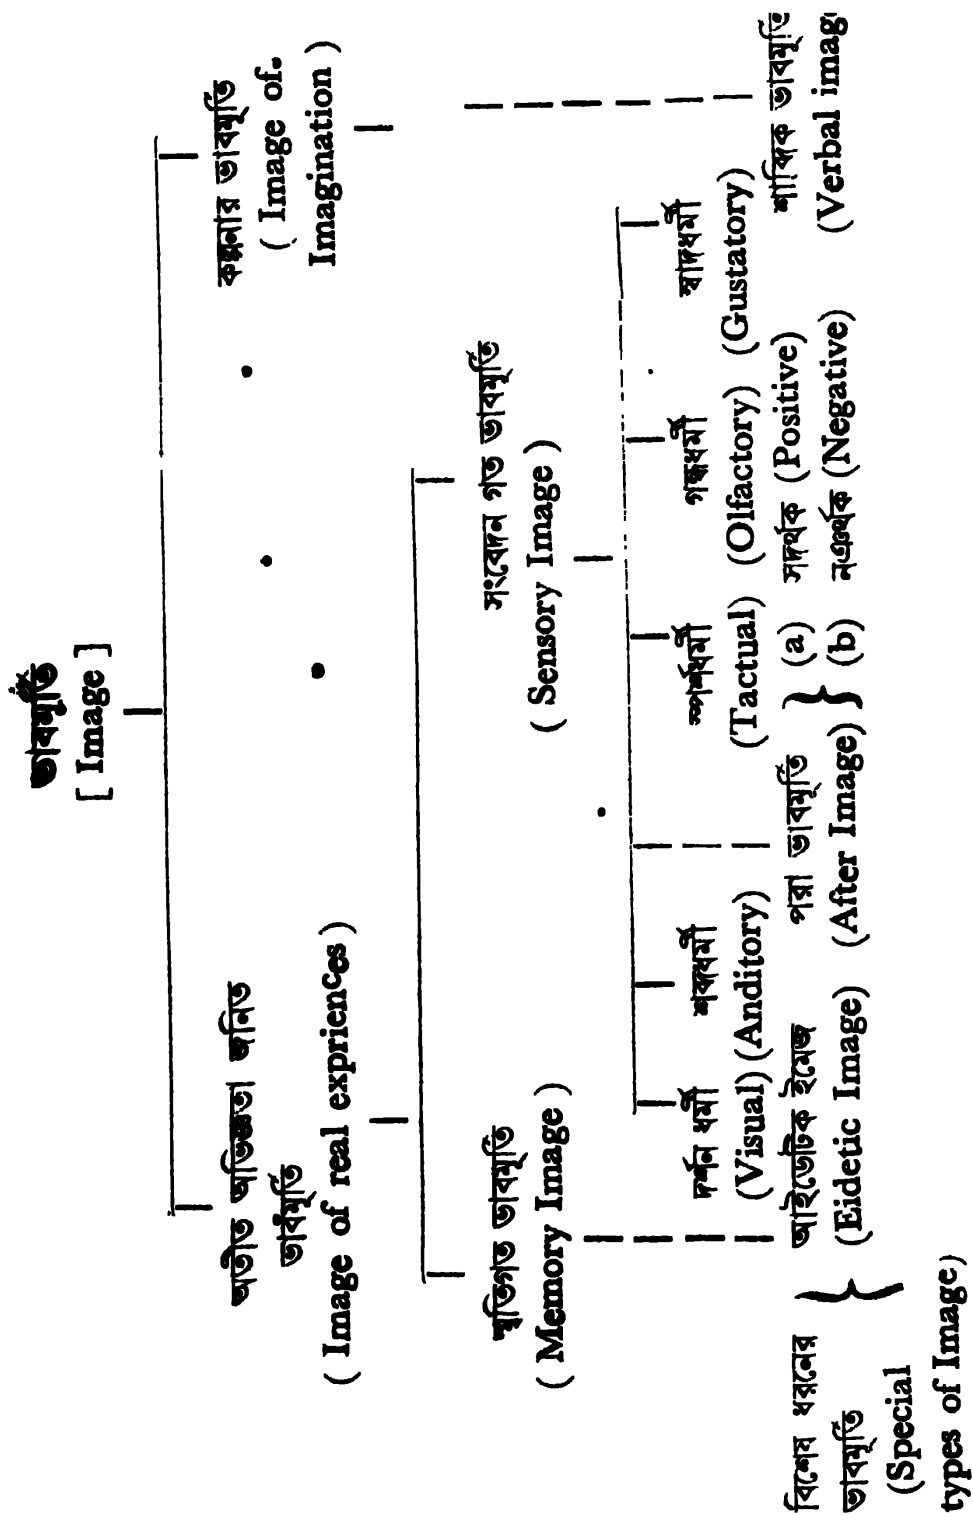 ভাবমূর্তি
[ Image ]
অতীত অভিজ্ঞতা জনিত
ভাবমূর্তি
( Image of real expriences )
কল্পনার ভাবমূর্তি
( Image of
Imagination )
স্মৃতিগত ভাবমূর্তি
( Memory Image )
সংবেদন গত ভাবমূর্তি
( Sensory Image )
দর্শন ধর্মী শব্দধর্মী স্পর্শধর্মী গন্ধধর্মী স্বাদধর্মী
(Visual) (Anditory) (Tactual) (Olfactory) (Gustatory)
বিশেষ ধরনের
ভাবমূর্তি
(Special
types of Image)
আইডেটিক ইমেজ
(Eidetic Image)
পরা ভাবমূর্তি
(After Image)
(a) সদর্থক (Positive)
(b) নঞর্থক (Negative)
শাব্দিক ভাবমূর্তি
(Verbal imag